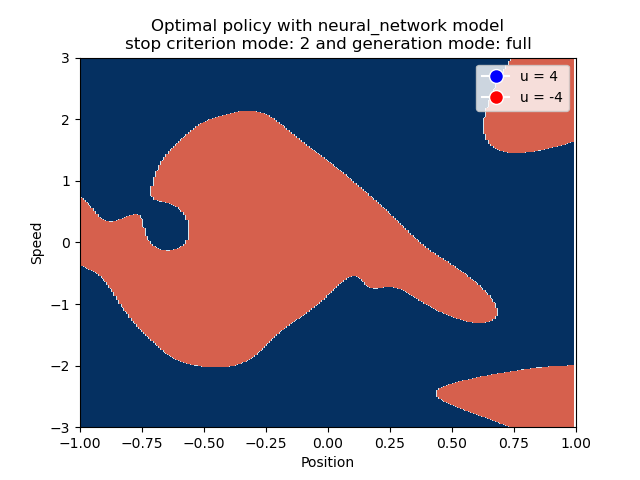 Optimal policy with neural_network model
stop criterion mode: 2 and generation mode: full
u = 4
u = -4
3
2
1
0
−1
−2
−3
Speed
−1.00 −0.75 −0.50 −0.25 0.00 0.25 0.50 0.75 1.00
Position